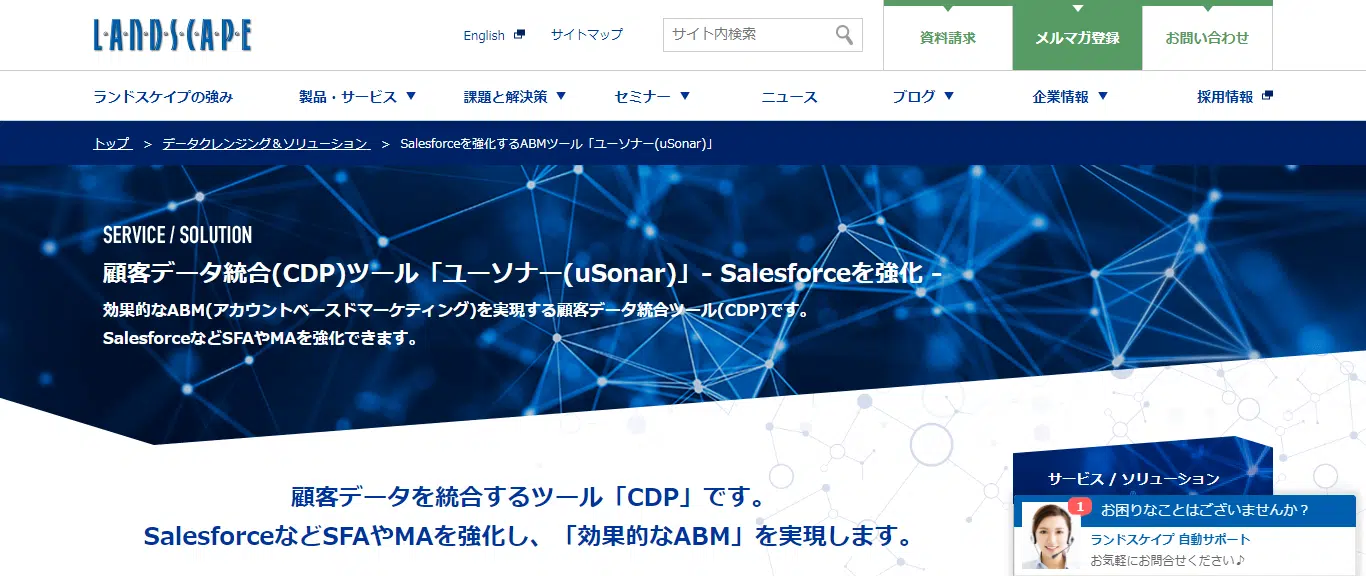 LANDSCAPE
English
サイトマップ
サイト内検索
資料請求
メルマガ登録
お問い合わせ
ランドスケイプの強み
製品・サービス ▼
課題と解決策 ▼
セミナー ▼
ニュース
ブログ ▼
企業情報 ▼
採用情報
トップ > データクレンジング&ソリューション > Salesforceを強化するABMツール「ユーソナー(uSonar)」
SERVICE / SOLUTION
顧客データ統合(CDP)ツール「ユーソナー(uSonar)」- Salesforceを強化 -
効果的なABM(アカウントベースドマーケティング)を実現する顧客データ統合ツール(CDP)です。
SalesforceなどSFAやMAを強化できます。
顧客データを統合するツール「CDP」です。
SalesforceなどSFAやMAを強化し、「効果的なABM」を実現します。
サービス / ソリューション
1
お困りなことはございませんか？
ランドスケイプ 自動サポート
お気軽にお問合せください♪